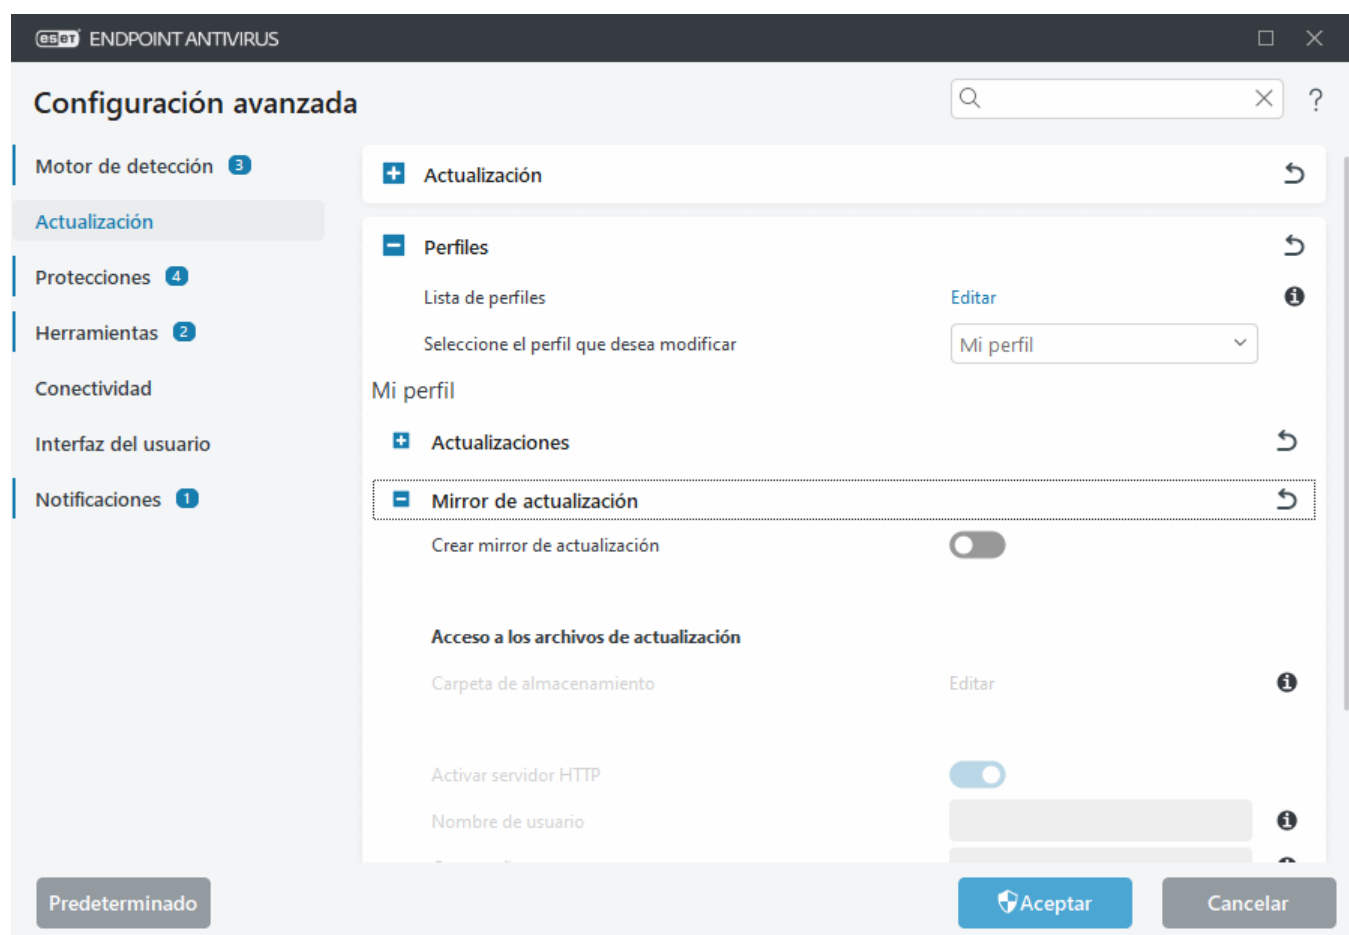 eset ENDPOINT ANTIVIRUS
Configuración avanzada
?
Motor de detección 3
Actualización
Protecciones 4
Herramientas 2
Conectividad
Interfaz del usuario
Notificaciones 1
Actualización
Perfiles
Lista de perfiles Editar
Seleccione el perfil que desea modificar Mi perfil
Mi perfil
Actualizaciones
Mirror de actualización
Crear mirror de actualización
Acceso a los archivos de actualización
Carpeta de almacenamiento Editar
Activar servidor HTTP
Nombre de usuario
Predeterminado Aceptar Cancelar